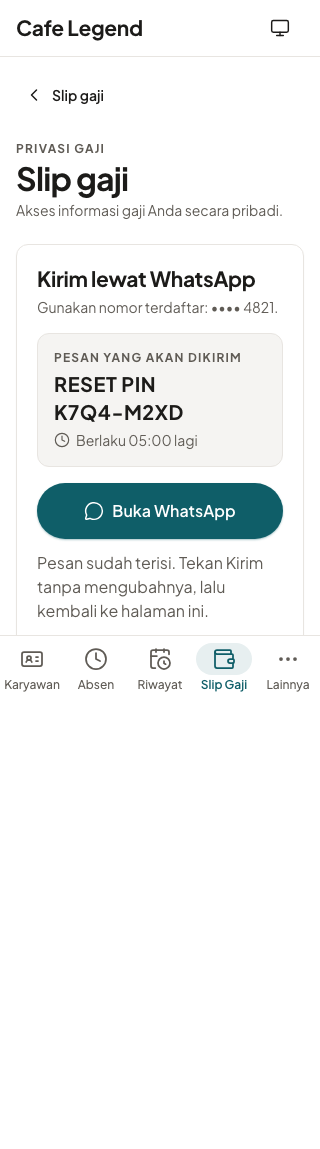 Cafe Legend
Slip gaji
PRIVASI GAJI
Slip gaji
Akses informasi gaji Anda secara pribadi.
Kirim lewat WhatsApp
Gunakan nomor terdaftar: •••• 4821.
PESAN YANG AKAN DIKIRIM
RESET PIN
K7Q4-M2XD
Berlaku 05:00 lagi
Buka WhatsApp
Pesan sudah terisi. Tekan Kirim
tanpa mengubahnya, lalu
kembali ke halaman ini.
Karyawan
Absen
Riwayat
Slip Gaji
Lainnya